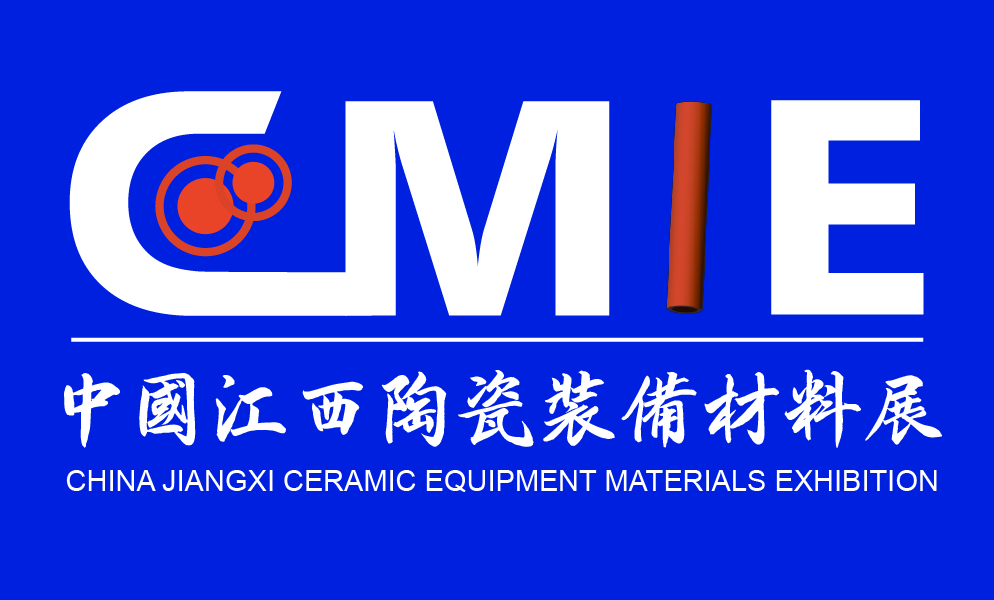 CMIE
中國江西陶瓷裝備材料展
CHINA JIANGXI CERAMIC EQUIPMENT MATERIALS EXHIBITION